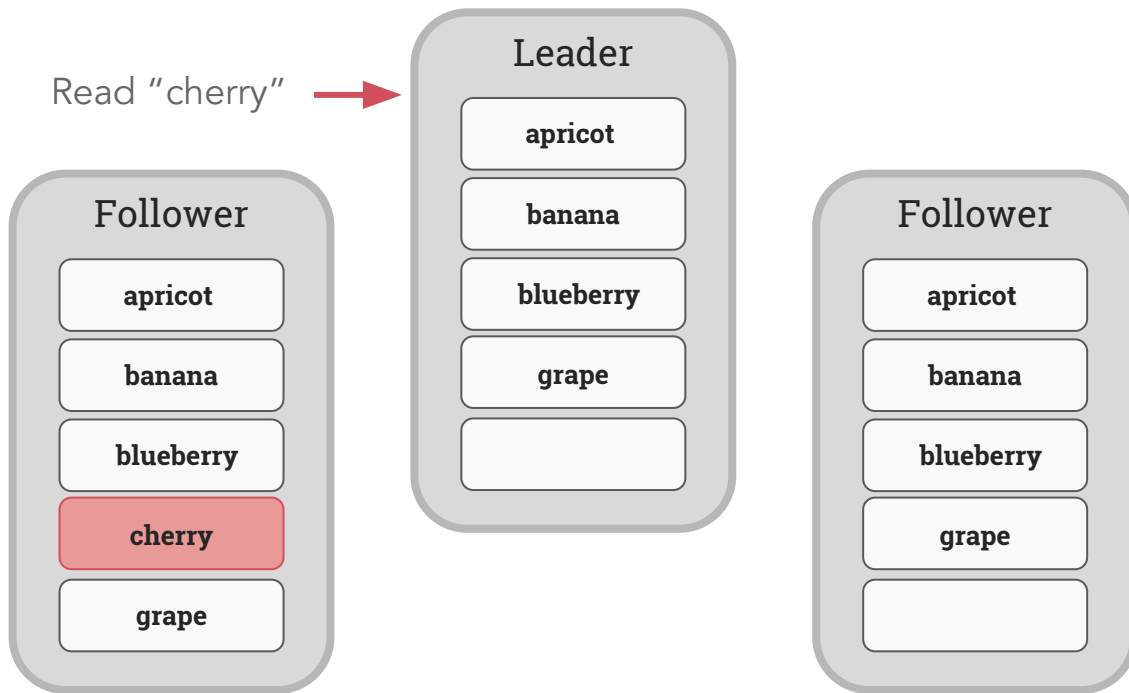 Leader
Read “cherry”
apricot
banana
blueberry
grape
Follower
apricot
banana
blueberry
cherry
grape
Follower
apricot
banana
blueberry
grape